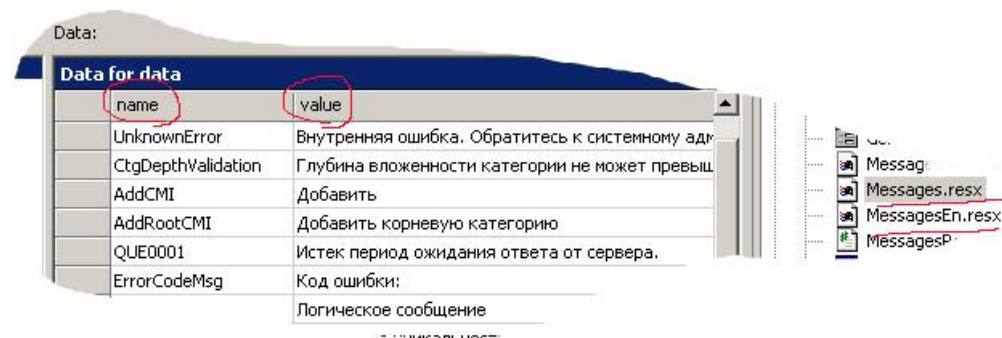 Data:
Data for data
name value
UnknownError Внутренняя ошибка. Обратитесь к системному адм
CtgDepthValidation Глубина вложенности категории не может превыш
AddCMI Добавить
AddRootCMI Добавить корневую категорию
QUE0001 Истек период ожидания ответа от сервера.
ErrorCodeMsg Код ошибки:
Логическое сообщение
Messag
Messages.resx
MessagesEn.resx